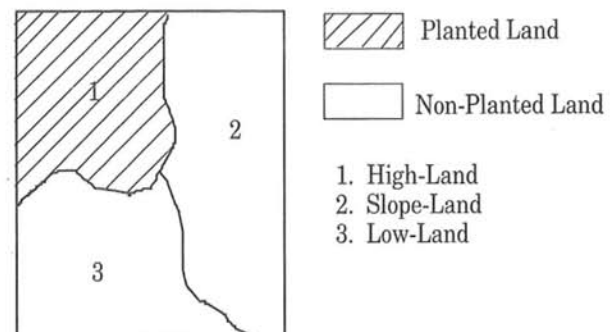 1
2
3
Planted Land
Non-Planted Land
1. High-Land
2. Slope-Land
3. Low-Land